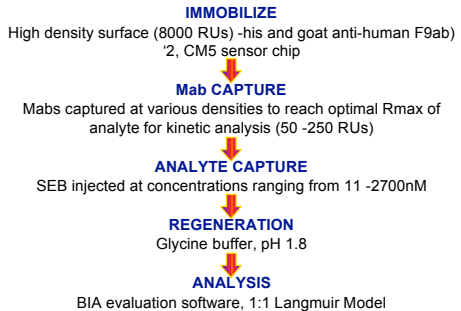 IMMOBILIZE
High density surface (8000 RUs) -his and goat anti-human F9ab)
‘2, CM5 sensor chip
Mab CAPTURE
Mabs captured at various densities to reach optimal Rmax of
analyte for kinetic analysis (50 -250 RUs)
ANALYTE CAPTURE
SEB injected at concentrations ranging from 11 -2700nM
REGENERATION
Glycine buffer, pH 1.8
ANALYSIS
BIA evaluation software, 1:1 Langmuir Model